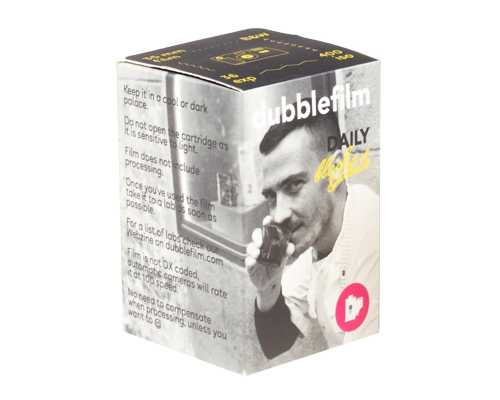 35 mm
film
B&W
36
exp
400
iso
dubblefilm
DAILY
Keep it in a cool or dark
palace.
Do not open the cartridge as
it is sensitive to light.
Film does not include
processing.
Once you've used the film
take it to a lab as soon as
possible.
For a list of labs check our
Webzine on dubblefilm.com
Film is not DX coded,
automatic cameras will rate
it at 100 speed.
No need to compensate
when processing, unless you
want to